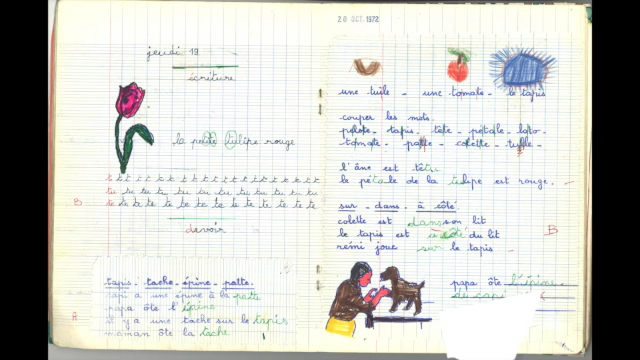 20 OCT. 1972
jeudi 19
écriture
la petite tulipe rouge
t t t t t t t t t t t t t t t t t
tu tu tu tu tu tu tu tu tu tu tu
te te te te te te te te te te te te
B
devoir
tapis - tache - épine - patte.
tapi a une épine à la patte
papa ôte l'épine
il y a une tache sur le tapis
maman ôte la tache
B
une tuile - une tomate - le tapis
couper les mots.
pelote - tapis - tête - pétale - loto -
tomate - patte - colette - tulle -
l'âne est têtu
le pétale de la tulipe est rouge.
sur - dans - à côté.
colette est dans son lit
le tapis est à côté du lit
rémi joue sur le tapis
B
papa ôte l'épine
de tapi